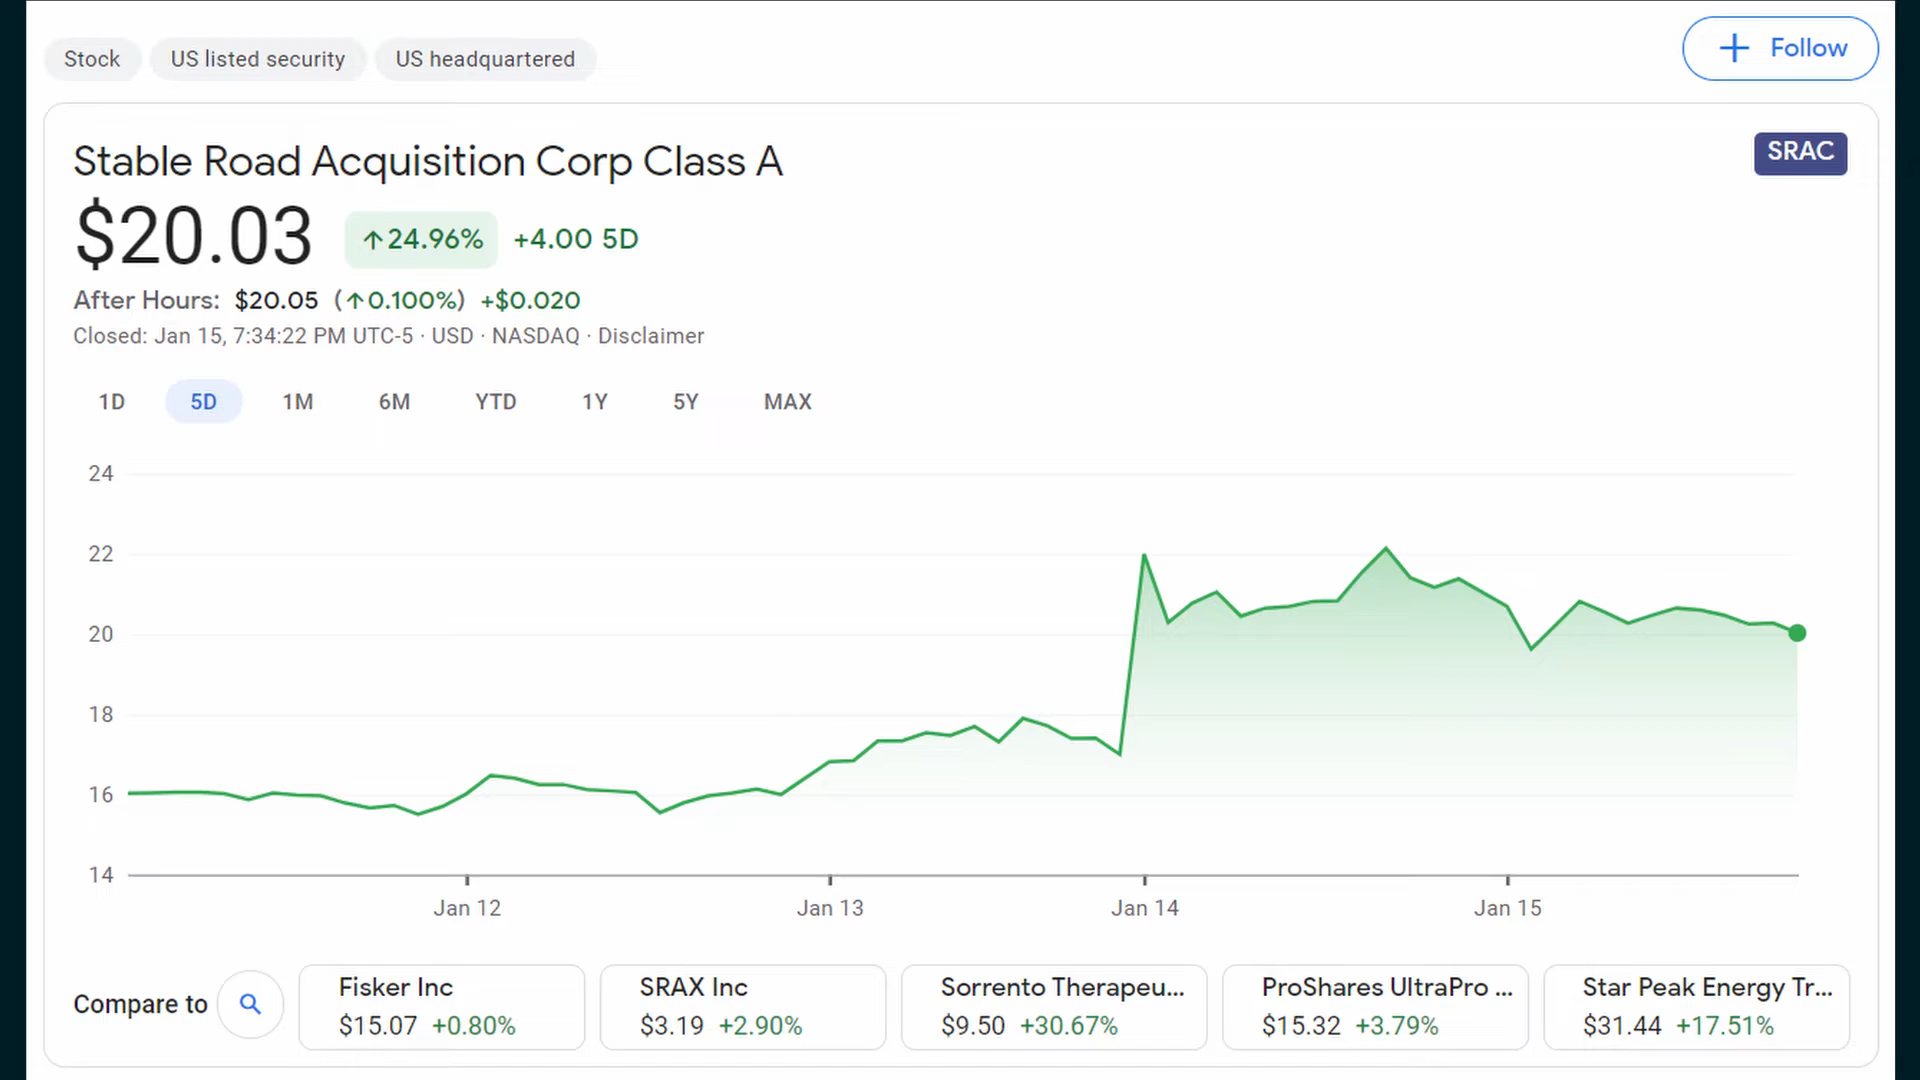 Stock
US listed security
US headquartered
Follow
Stable Road Acquisition Corp Class A
SRAC
$20.03
↑24.96%
+4.00 5D
After Hours: $20.05 (↑0.100%) +$0.020
Closed: Jan 15, 7:34:22 PM UTC-5 · USD · NASDAQ · Disclaimer
1D 5D 1M 6M YTD 1Y 5Y MAX
24
22
20
18
16
14
Jan 12 Jan 13 Jan 14 Jan 15
Compare to
Fisker Inc
$15.07 +0.80%
SRAX Inc
$3.19 +2.90%
Sorrento Therapeu...
$9.50 +30.67%
ProShares UltraPro ...
$15.32 +3.79%
Star Peak Energy Tr...
$31.44 +17.51%